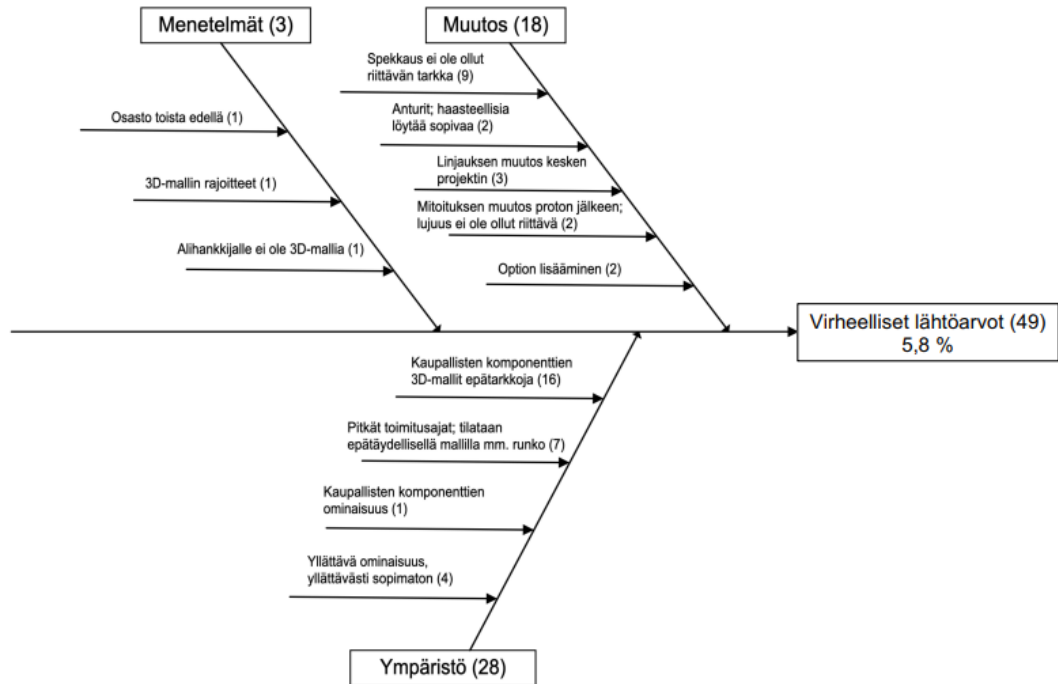 Menetelmät (3)
Muutos (18)
Spekkaus ei ole ollut
riittävän tarkka (9)
Osasto toista edellä (1)
Anturit; haasteellisia
löytää sopivaa (2)
Linjauksen muutos kesken
projektin (3)
3D-mallin rajoitteet (1)
Mitoituksen muutos proton jälkeen;
lujuus ei ole ollut riittävä (2)
Alihankkijalle ei ole 3D-mallia (1)
Option lisääminen (2)
Virheelliset lähtöarvot (49)
5,8 %
Kaupallisten komponenttien
3D-mallit epätarkkoja (16)
Pitkät toimitusajat; tilataan
epätäydellisellä mallilla mm. runko (7)
Kaupallisten komponenttien
ominaisuus (1)
Yllättävä ominaisuus,
yllättävästi sopimaton (4)
Ympäristö (28)